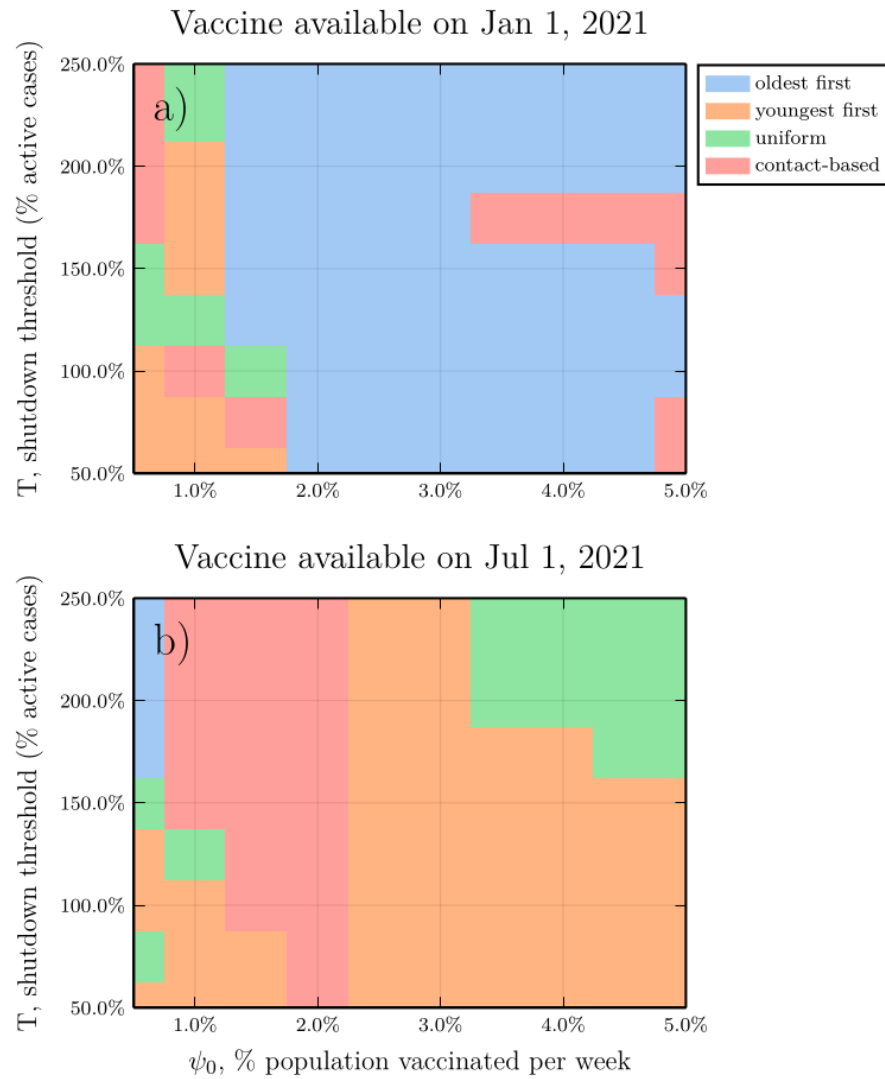 Vaccine available on Jan 1, 2021
T, shutdown threshold (% active cases)
250.0%
200.0%
150.0%
100.0%
50.0%
a)
1.0%
2.0%
3.0%
4.0%
5.0%
oldest first
youngest first
uniform
contact-based
Vaccine available on Jul 1, 2021
T, shutdown threshold (% active cases)
250.0%
200.0%
150.0%
100.0%
50.0%
b)
1.0%
2.0%
3.0%
4.0%
5.0%
ψ₀, % population vaccinated per week